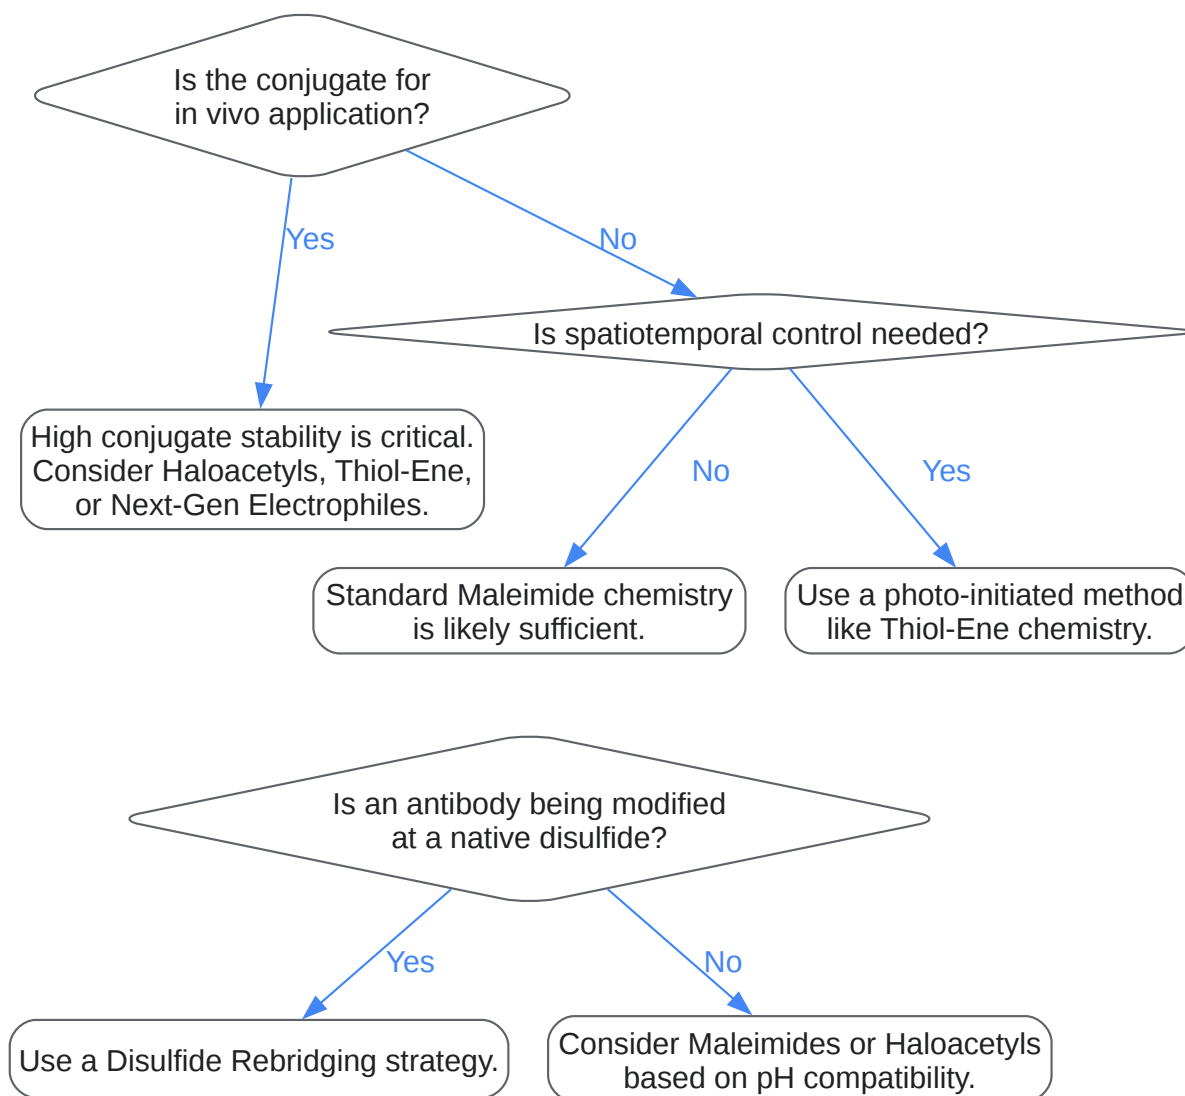 Is the conjugate for
in vivo application?
Yes
No
Is spatiotemporal control needed?
High conjugate stability is critical.
Consider Haloacetyls, Thiol-Ene,
or Next-Gen Electrophiles.
No
Yes
Standard Maleimide chemistry
is likely sufficient.
Use a photo-initiated method
like Thiol-Ene chemistry.
Is an antibody being modified
at a native disulfide?
Yes
No
Use a Disulfide Rebridging strategy.
Consider Maleimides or Haloacetyls
based on pH compatibility.